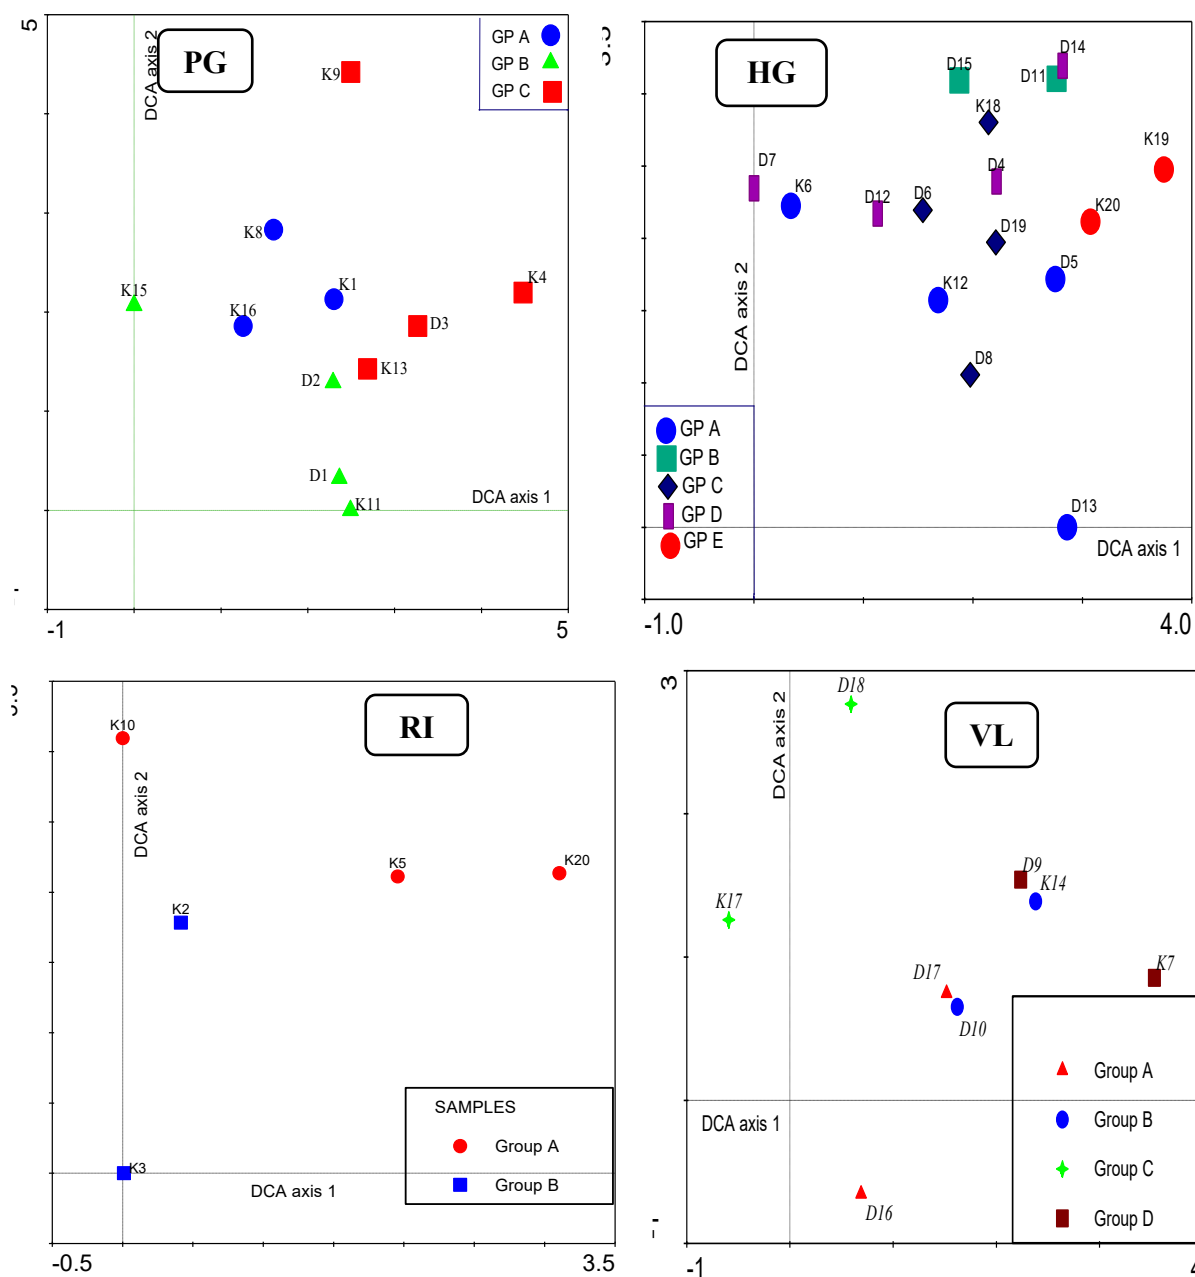 5
DCA axis 2
PG
GP A
GP B
GP C
K9
K8
K15
K1
K4
K16
D3
K13
D2
D1
K11
DCA axis 1
-1
5
HG
D14
D15
D11
K18
K19
D7
K6
D4
D12
D6
K20
D19
D5
K12
DCA axis 2
D8
GP A
GP B
GP C
GP D
GP E
D13
DCA axis 1
-1.0
4.0
RI
K10
DCA axis 2
K5
K20
K2
SAMPLES
Group A
Group B
K3
DCA axis 1
-0.5
3.5
3
D18
DCA axis 2
VL
D9
K14
K17
D17
K7
D10
Group A
DCA axis 1
Group B
Group C
D16
Group D
-1
4